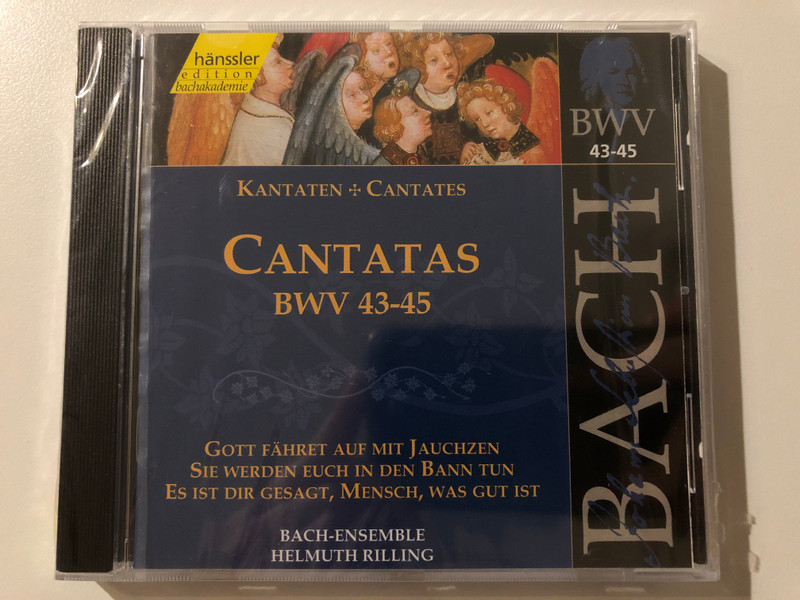 hänssler
edition
bachakademie
BWV
43-45
KANTATEN ✢ CANTATES
CANTATAS
BWV 43-45
GOTT FÄHRET AUF MIT JAUCHZEN
SIE WERDEN EUCH IN DEN BANN TUN
ES IST DIR GESAGT, MENSCH, WAS GUT IST
BACH-ENSEMBLE
HELMUTH RILLING
BACH